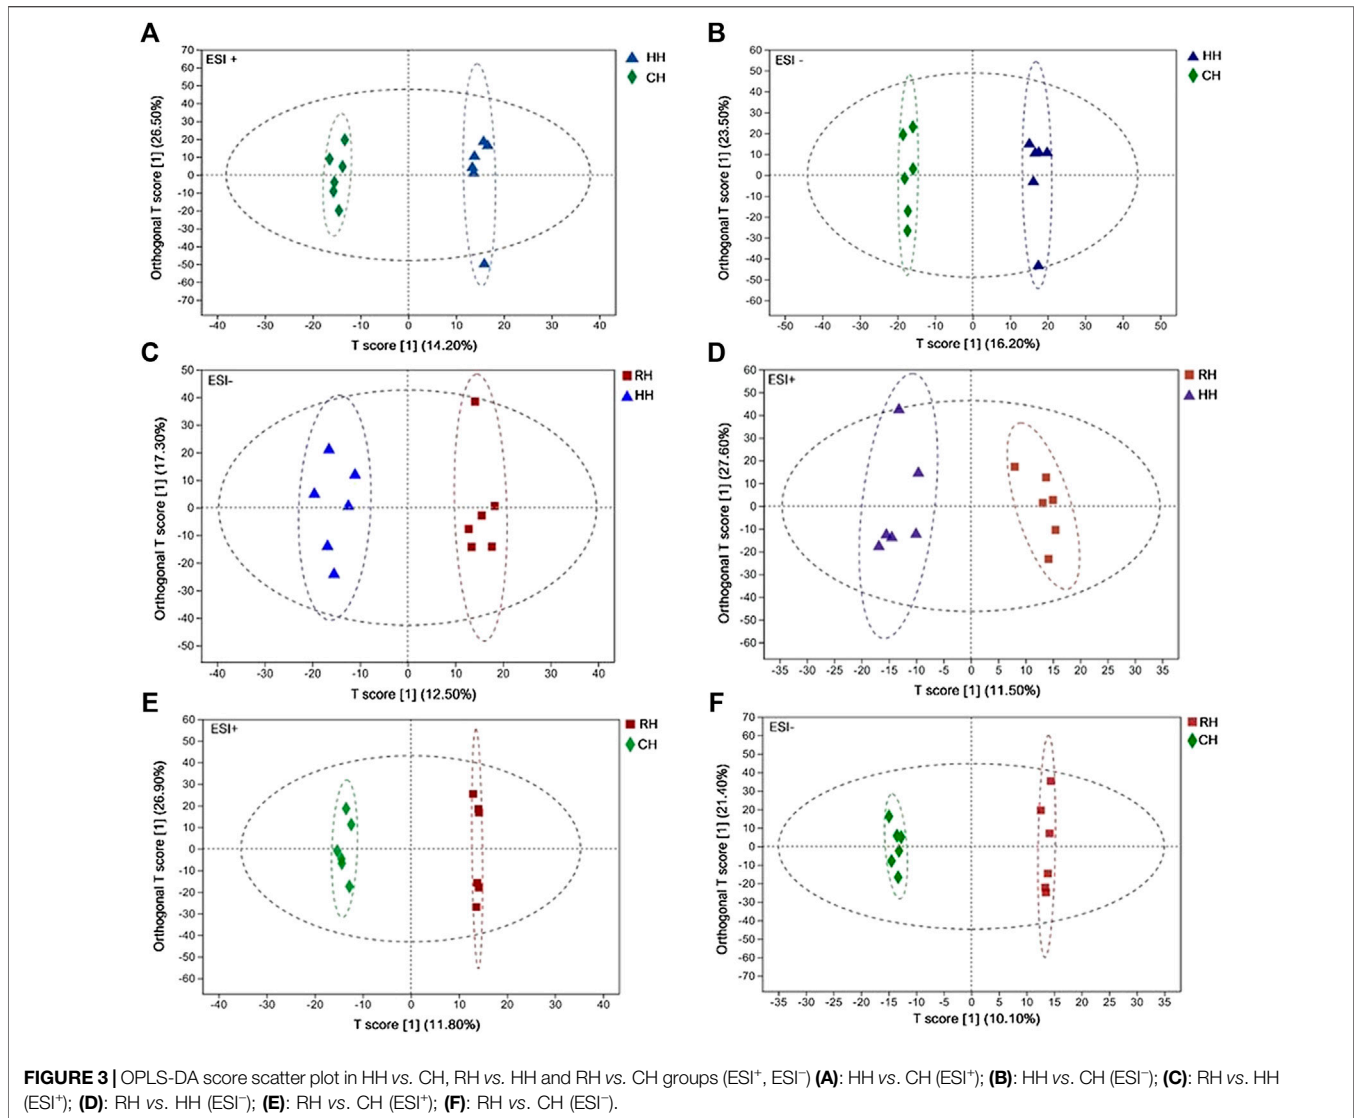 A
ESI +
HH
CH
70
60
50
40
30
20
10
0
-10
-20
-30
-40
-50
-60
-70
Orthogonal T score [1] (26.50%)
-40 -30 -20 -10 0 10 20 30 40
T score [1] (14.20%)
B
ESI -
HH
CH
60
50
40
30
20
10
0
-10
-20
-30
-40
-50
-60
Orthogonal T score [1] (23.50%)
-50 -40 -30 -20 -10 0 10 20 30 40 50
T score [1] (16.20%)
C
ESI-
RH
HH
50
40
30
20
10
0
-10
-20
-30
-40
-50
Orthogonal T score [1] (17.30%)
-40 -30 -20 -10 0 10 20 30 40
T score [1] (12.50%)
D
ESI+
RH
HH
60
50
40
30
20
10
0
-10
-20
-30
-40
-50
-60
Orthogonal T score [1] (27.60%)
-35 -30 -25 -20 -15 -10 -5 0 5 10 15 20 25 30 35
T score [1] (11.50%)
E
ESI+
RH
CH
60
50
40
30
20
10
0
-10
-20
-30
-40
-50
-60
Orthogonal T score [1] (26.90%)
-40 -30 -20 -10 0 10 20 30 40
T score [1] (11.80%)
F
ESI-
RH
CH
70
60
50
40
30
20
10
0
-10
-20
-30
-40
-50
-60
-70
Orthogonal T score [1] (21.40%)
-35 -30 -25 -20 -15 -10 -5 0 5 10 15 20 25 30 35
T score [1] (10.10%)
FIGURE 3 | OPLS-DA score scatter plot in HH vs. CH, RH vs. HH and RH vs. CH groups (ESI⁺, ESI⁻) (A): HH vs. CH (ESI⁺); (B): HH vs. CH (ESI⁻); (C): RH vs. HH
(ESI⁺); (D): RH vs. HH (ESI⁻); (E): RH vs. CH (ESI⁺); (F): RH vs. CH (ESI⁻).